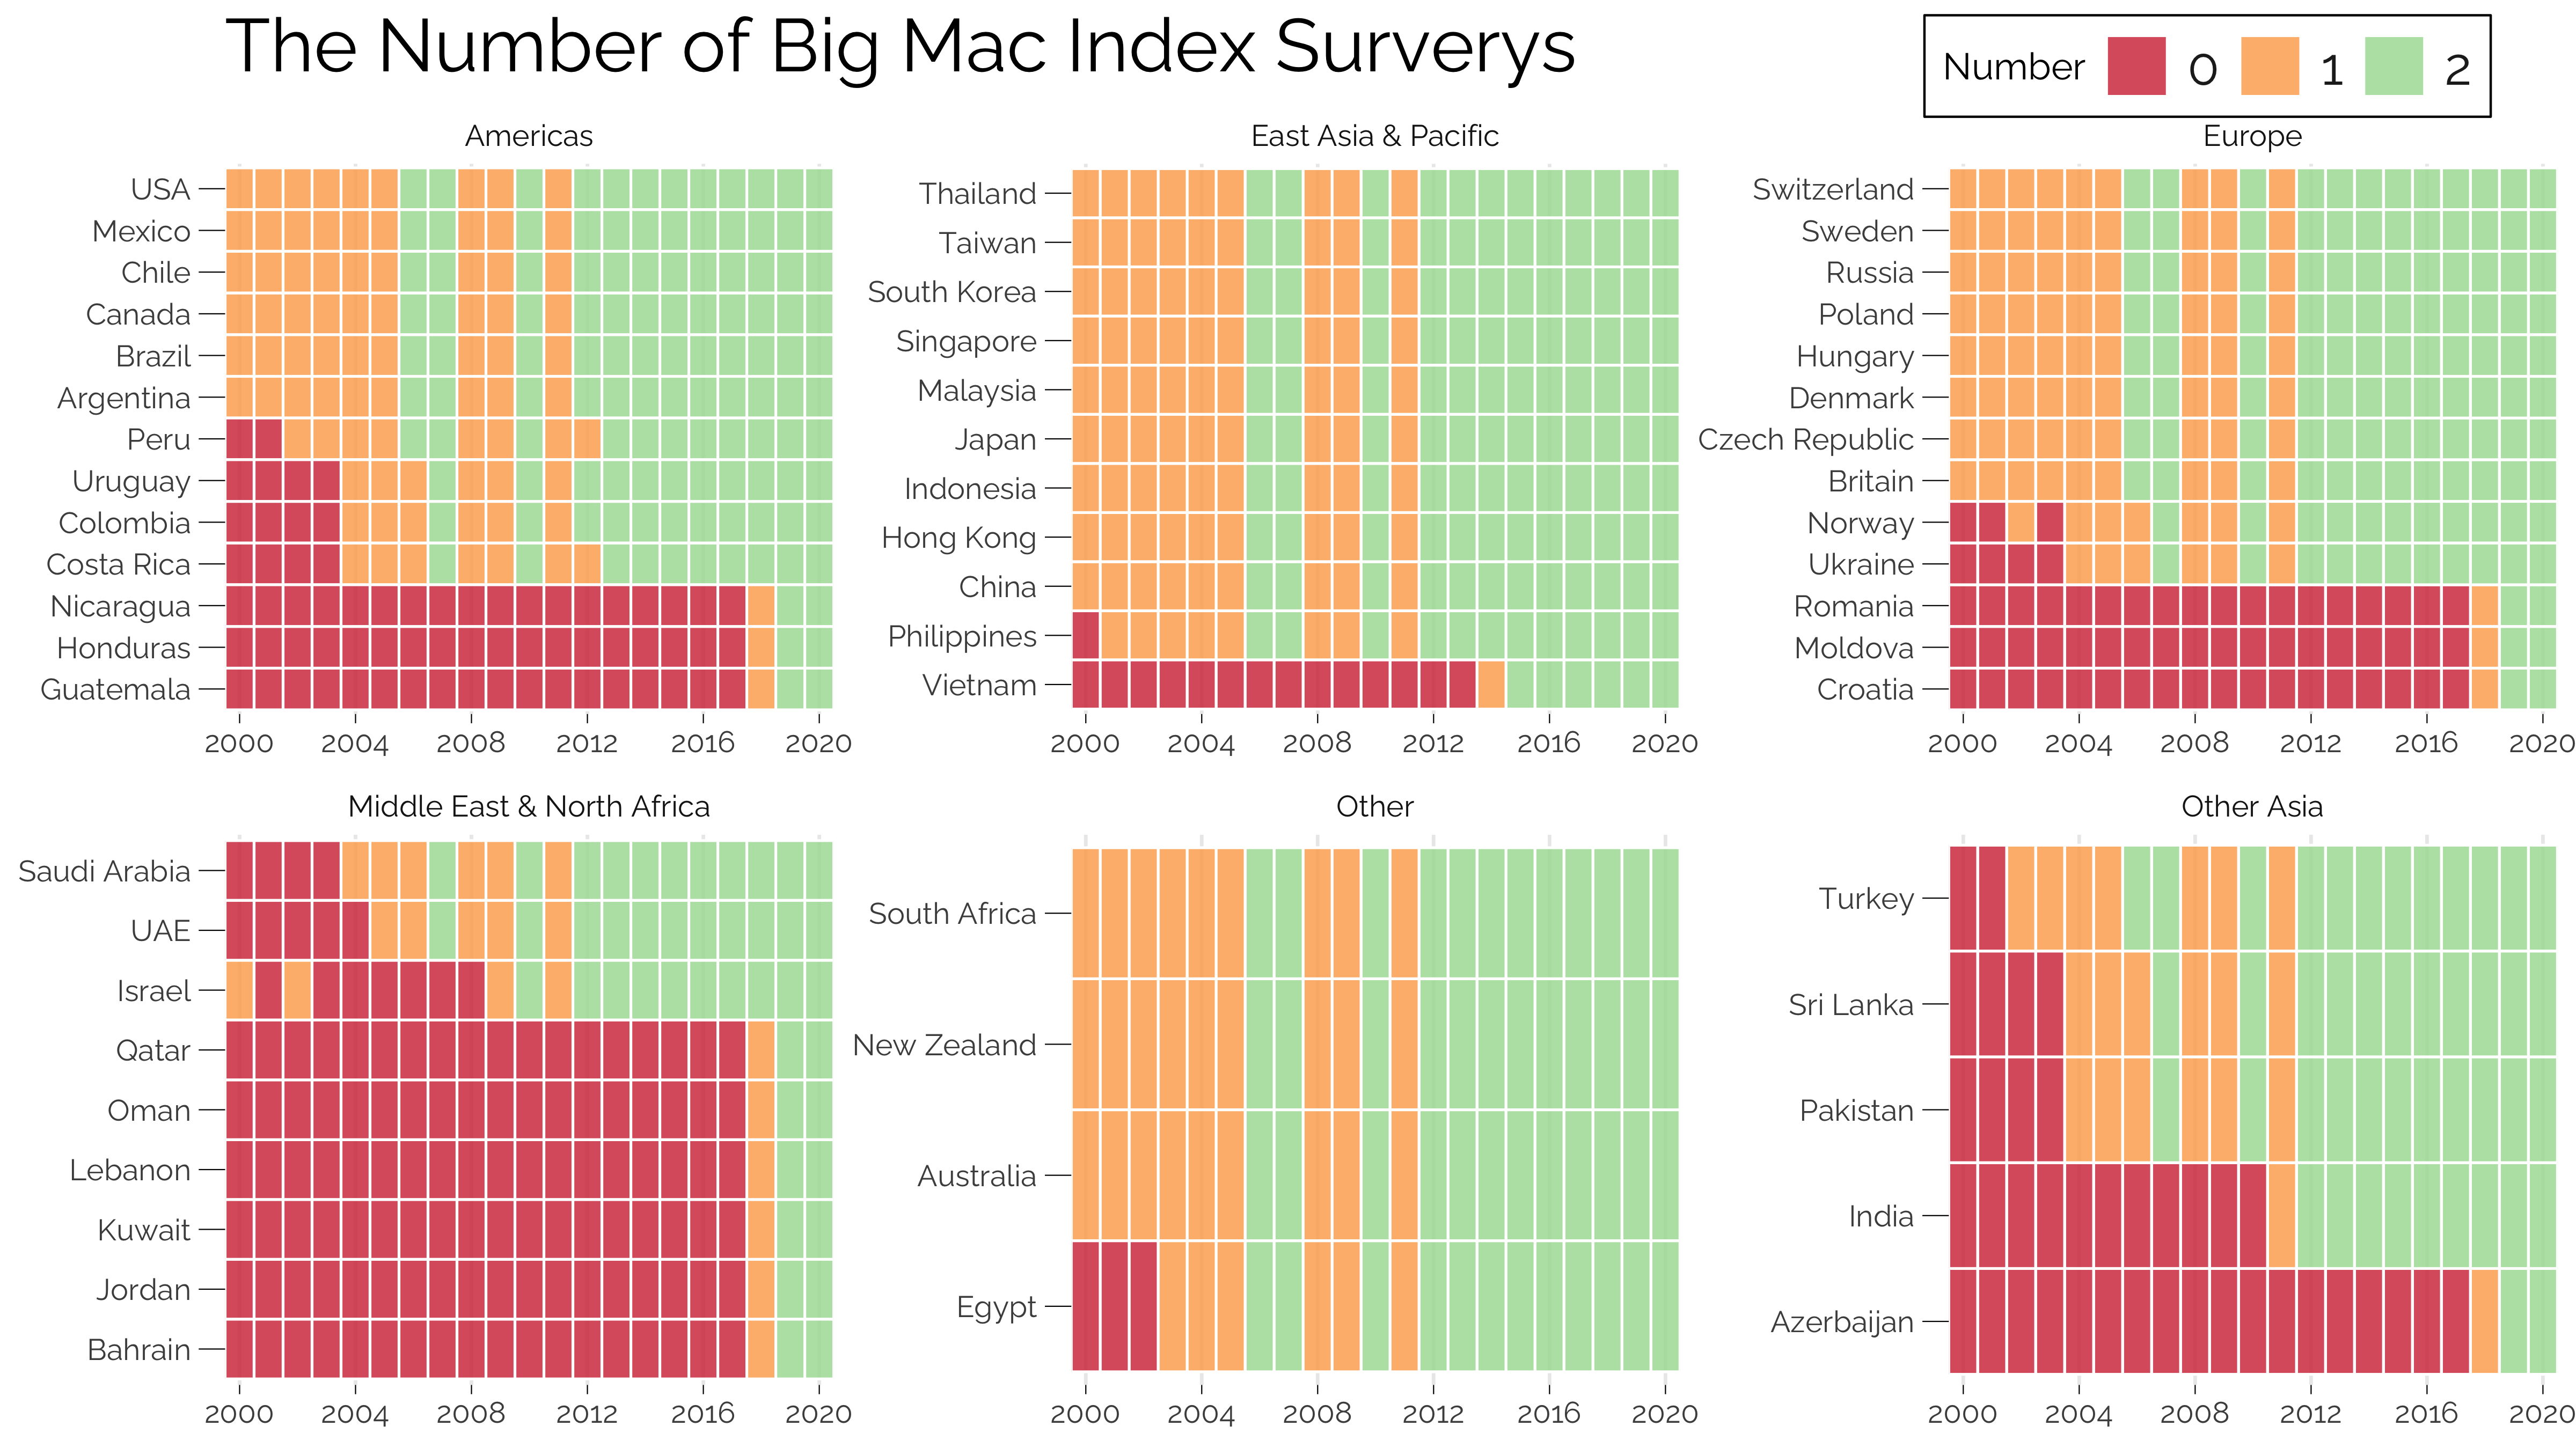 The Number of Big Mac Index Surverys
Number 0 1 2
Americas
USA
Mexico
Chile
Canada
Brazil
Argentina
Peru
Uruguay
Colombia
Costa Rica
Nicaragua
Honduras
Guatemala
2000 2004 2008 2012 2016 2020
East Asia & Pacific
Thailand
Taiwan
South Korea
Singapore
Malaysia
Japan
Indonesia
Hong Kong
China
Philippines
Vietnam
2000 2004 2008 2012 2016 2020
Europe
Switzerland
Sweden
Russia
Poland
Hungary
Denmark
Czech Republic
Britain
Norway
Ukraine
Romania
Moldova
Croatia
2000 2004 2008 2012 2016 2020
Middle East & North Africa
Saudi Arabia
UAE
Israel
Qatar
Oman
Lebanon
Kuwait
Jordan
Bahrain
2000 2004 2008 2012 2016 2020
Other
South Africa
New Zealand
Australia
Egypt
2000 2004 2008 2012 2016 2020
Other Asia
Turkey
Sri Lanka
Pakistan
India
Azerbaijan
2000 2004 2008 2012 2016 2020